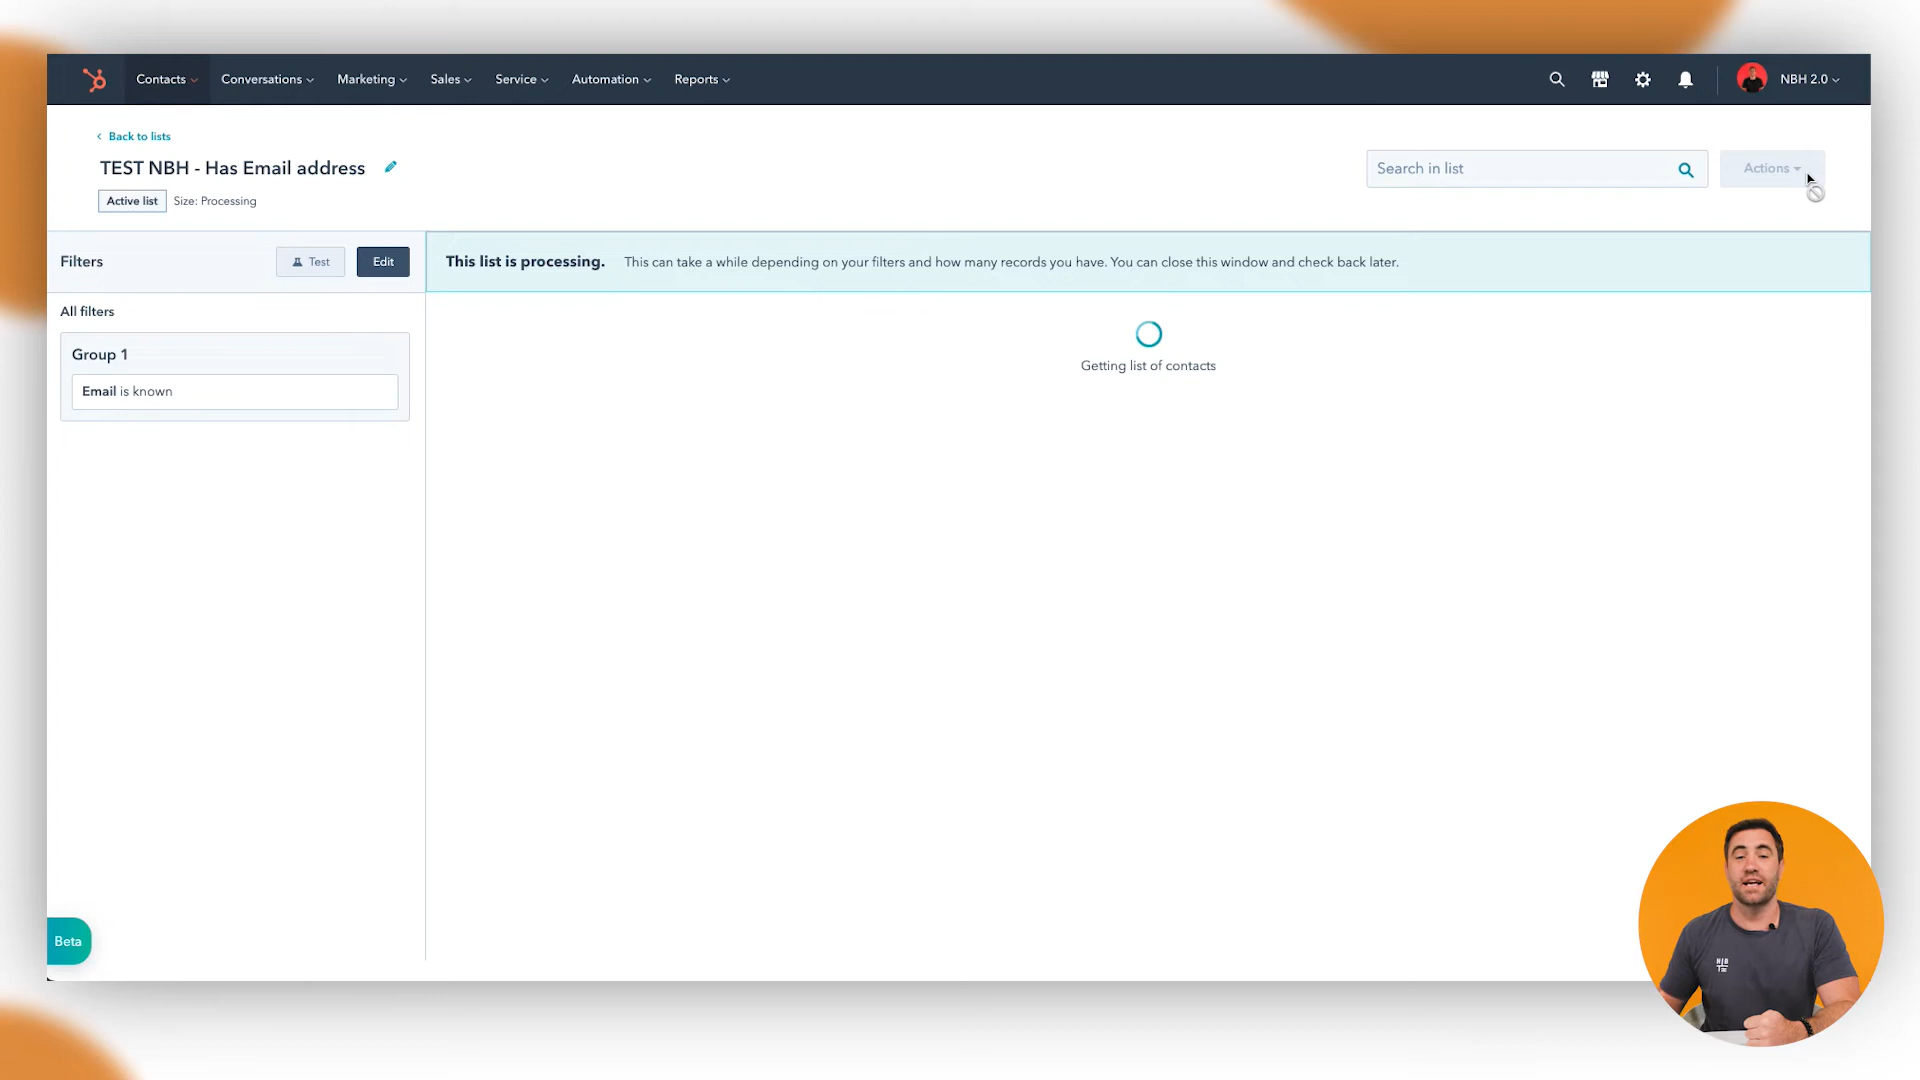 Contacts Conversations Marketing Sales Service Automation Reports NBH 2.0
Back to lists
TEST NBH - Has Email address
Search in list
Actions
Active list Size: Processing
Filters
Test
Edit
This list is processing. This can take a while depending on your filters and how many records you have. You can close this window and check back later.
All filters
Group 1
Email is known
Getting list of contacts
Beta